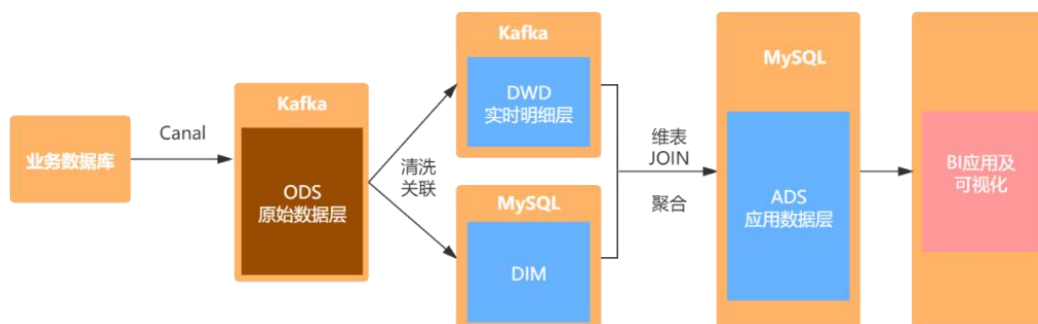 业务数据库
Canal
Kafka
ODS
原始数据层
清洗
关联
Kafka
DWD
实时明细层
MySQL
DIM
维表
JOIN
聚合
MySQL
ADS
应用数据层
BI应用及
可视化